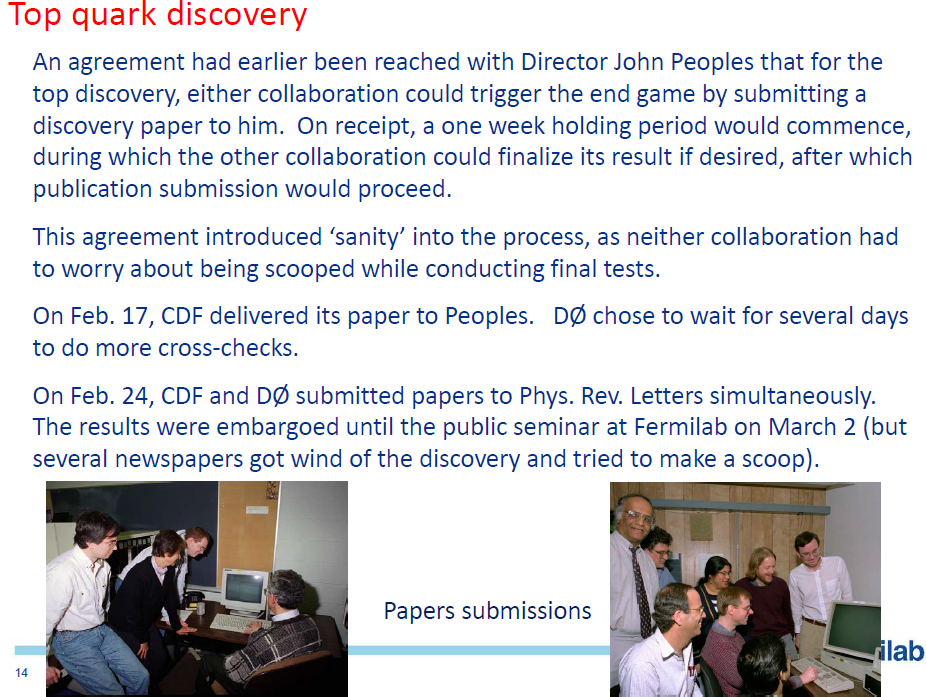 Top quark discovery
An agreement had earlier been reached with Director John Peoples that for the
top discovery, either collaboration could trigger the end game by submitting a
discovery paper to him.  On receipt, a one week holding period would commence,
during which the other collaboration could finalize its result if desired, after which
publication submission would proceed.
This agreement introduced ‘sanity’ into the process, as neither collaboration had
to worry about being scooped while conducting final tests.
On Feb. 17, CDF delivered its paper to Peoples.   DØ chose to wait for several days
to do more cross-checks.
On Feb. 24, CDF and DØ submitted papers to Phys. Rev. Letters simultaneously.
The results were embargoed until the public seminar at Fermilab on March 2 (but
several newspapers got wind of the discovery and tried to make a scoop).
Papers submissions
ilab
14